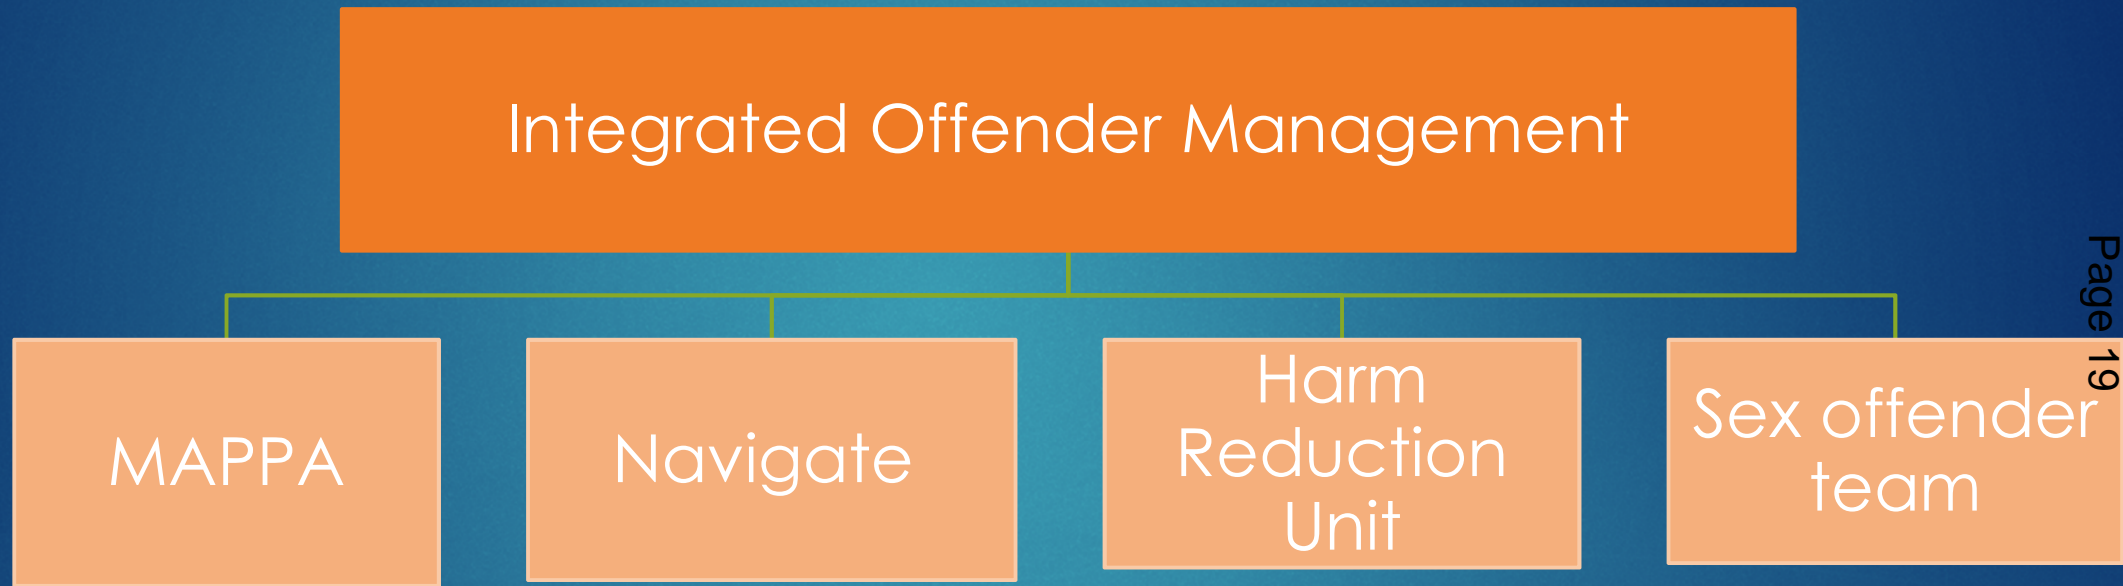 Integrated Offender Management
MAPPA
Navigate
Harm
Reduction
Unit
Sex offender
team
Page 19